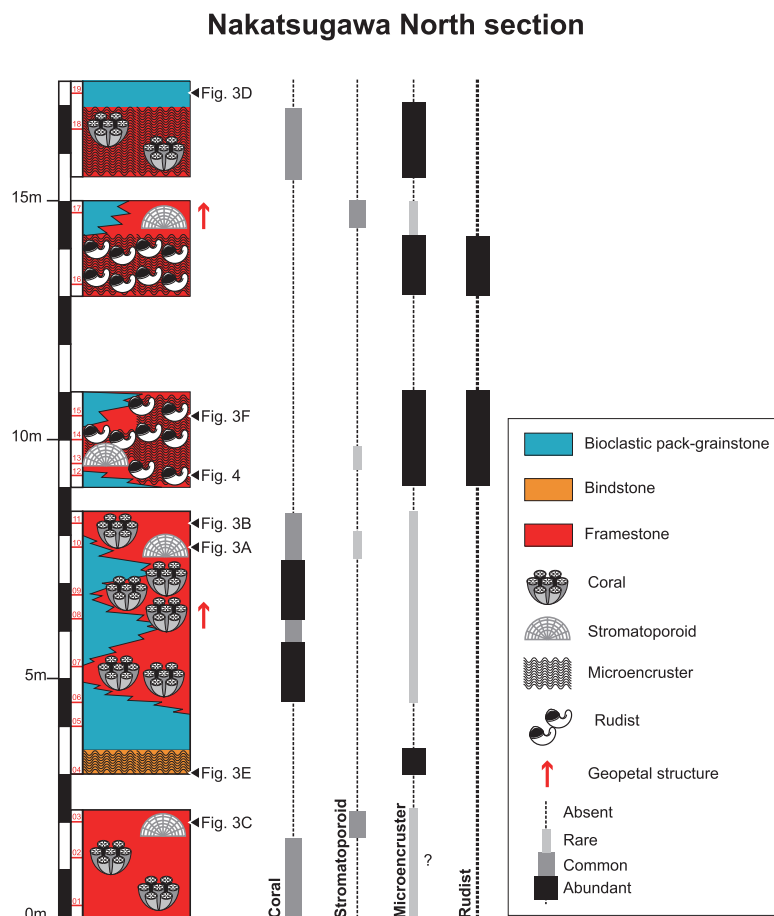 Nakatsugawa North section
19
Fig. 3D
18
15m
17
16
15
Fig. 3F
10m
14
13
12
Fig. 4
11
Fig. 3B
10
Fig. 3A
09
08
5m
07
06
05
04
Fig. 3E
03
Fig. 3C
02
01
0m
Coral
Stromatoporoid
Microencruster
?
Rudist
Bioclastic pack-grainstone
Bindstone
Framestone
Coral
Stromatoporoid
Microencruster
Rudist
Geopetal structure
Absent
Rare
Common
Abundant